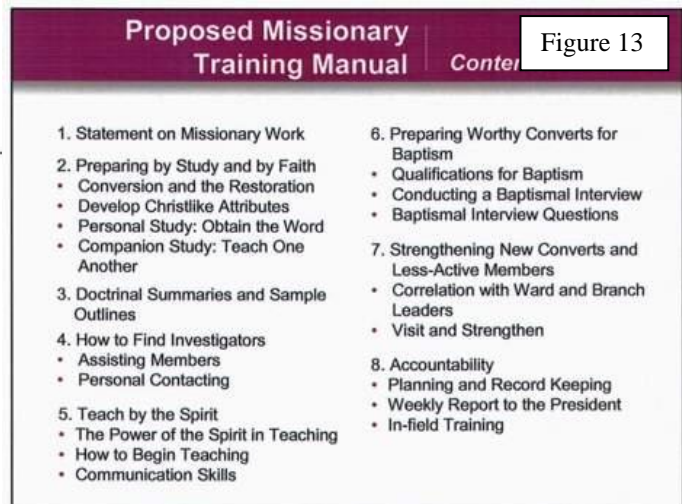 Proposed Missionary
Training Manual
Figure 13
1. Statement on Missionary Work
2. Preparing by Study and by Faith
• Conversion and the Restoration
• Develop Christlike Attributes
• Personal Study: Obtain the Word
• Companion Study: Teach One
Another
3. Doctrinal Summaries and Sample
Outlines
4. How to Find Investigators
• Assisting Members
• Personal Contacting
5. Teach by the Spirit
• The Power of the Spirit in Teaching
• How to Begin Teaching
• Communication Skills
6. Preparing Worthy Converts for
Baptism
• Qualifications for Baptism
• Conducting a Baptismal Interview
• Baptismal Interview Questions
7. Strengthening New Converts and
Less-Active Members
• Correlation with Ward and Branch
Leaders
• Visit and Strengthen
8. Accountability
• Planning and Record Keeping
• Weekly Report to the President
• In-field Training